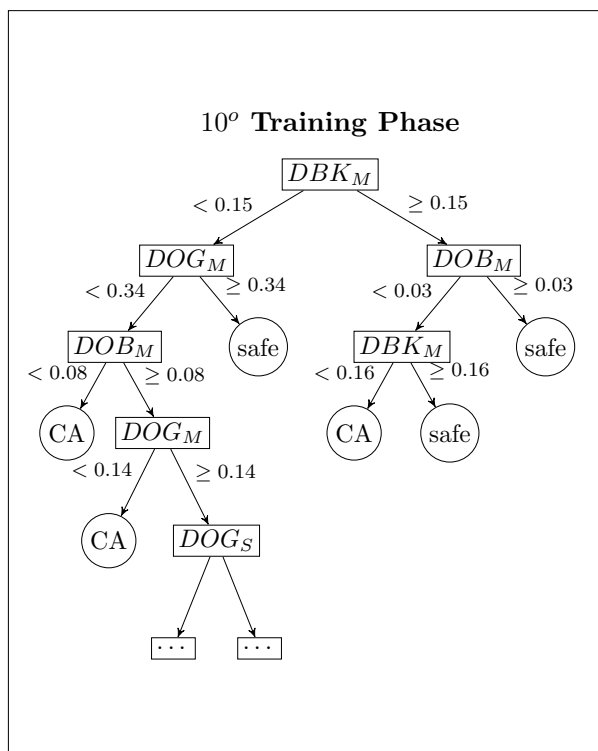 10° Training Phase
DBK_M
< 0.15 ≥ 0.15
DOG_M DOB_M
< 0.34 ≥ 0.34 < 0.03 ≥ 0.03
DOB_M safe DBK_M safe
< 0.08 ≥ 0.08 < 0.16 ≥ 0.16
CA DOG_M CA safe
< 0.14 ≥ 0.14
CA DOG_S
··· ···